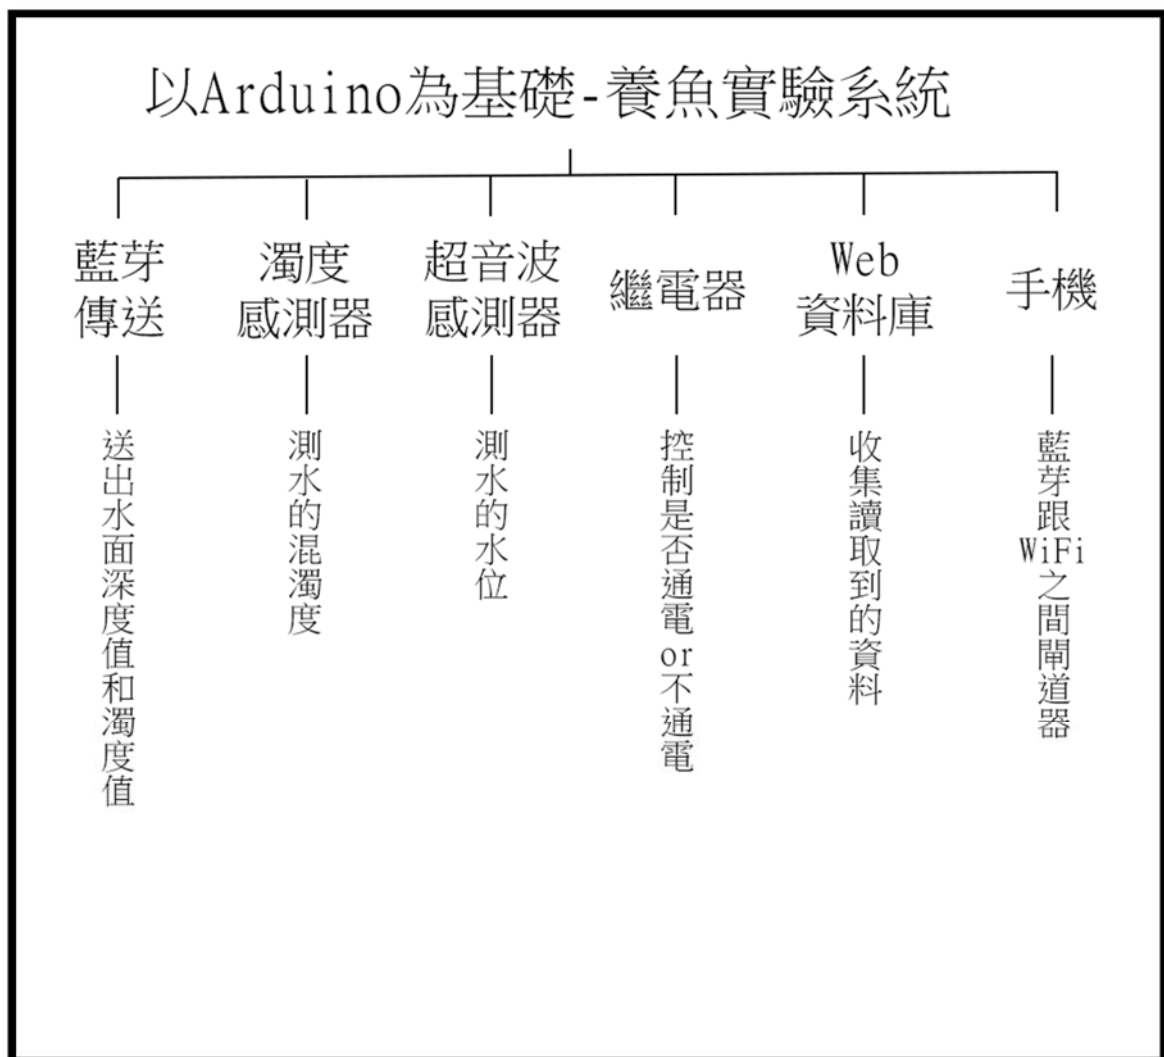 以Arduino為基礎-養魚實驗系統
藍芽
傳送
濁度
感測器
超音波
感測器
繼電器
Web
資料庫
手機
送出水面深度值和濁度值
測水的混濁度
測水的水位
控制是否通電or不通電
收集讀取到的資料
藍芽跟WiFi之間閘道器